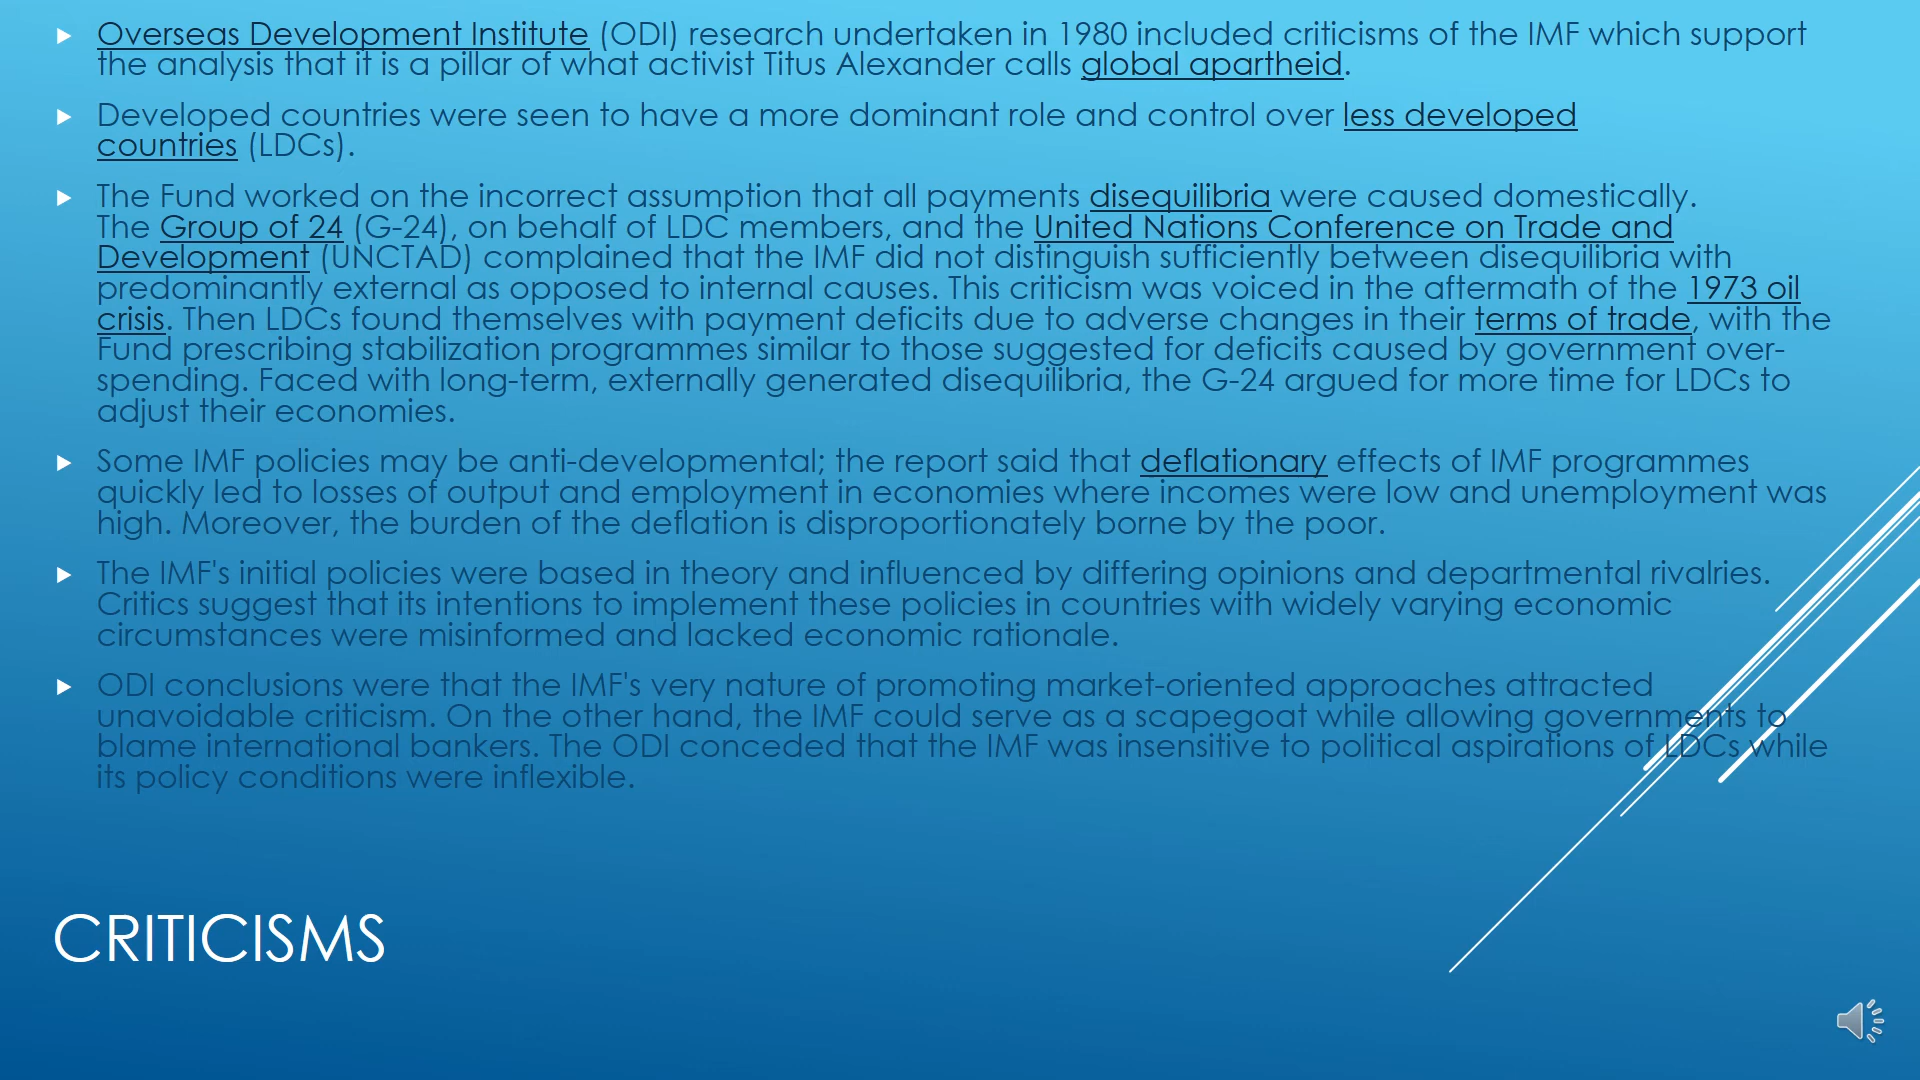 Overseas Development Institute (ODI) research undertaken in 1980 included criticisms of the IMF which support
the analysis that it is a pillar of what activist Titus Alexander calls global apartheid.
Developed countries were seen to have a more dominant role and control over less developed
countries (LDCs).
The Fund worked on the incorrect assumption that all payments disequilibria were caused domestically.
The Group of 24 (G-24), on behalf of LDC members, and the United Nations Conference on Trade and
Development (UNCTAD) complained that the IMF did not distinguish sufficiently between disequilibria with
predominantly external as opposed to internal causes. This criticism was voiced in the aftermath of the 1973 oil
crisis. Then LDCs found themselves with payment deficits due to adverse changes in their terms of trade, with the
Fund prescribing stabilization programmes similar to those suggested for deficits caused by government over-
spending. Faced with long-term, externally generated disequilibria, the G-24 argued for more time for LDCs to
adjust their economies.
Some IMF policies may be anti-developmental; the report said that deflationary effects of IMF programmes
quickly led to losses of output and employment in economies where incomes were low and unemployment was
high. Moreover, the burden of the deflation is disproportionately borne by the poor.
The IMF's initial policies were based in theory and influenced by differing opinions and departmental rivalries.
Critics suggest that its intentions to implement these policies in countries with widely varying economic
circumstances were misinformed and lacked economic rationale.
ODI conclusions were that the IMF's very nature of promoting market-oriented approaches attracted
unavoidable criticism. On the other hand, the IMF could serve as a scapegoat while allowing governments to
blame international bankers. The ODI conceded that the IMF was insensitive to political aspirations of LDCs while
its policy conditions were inflexible.
CRITICISMS